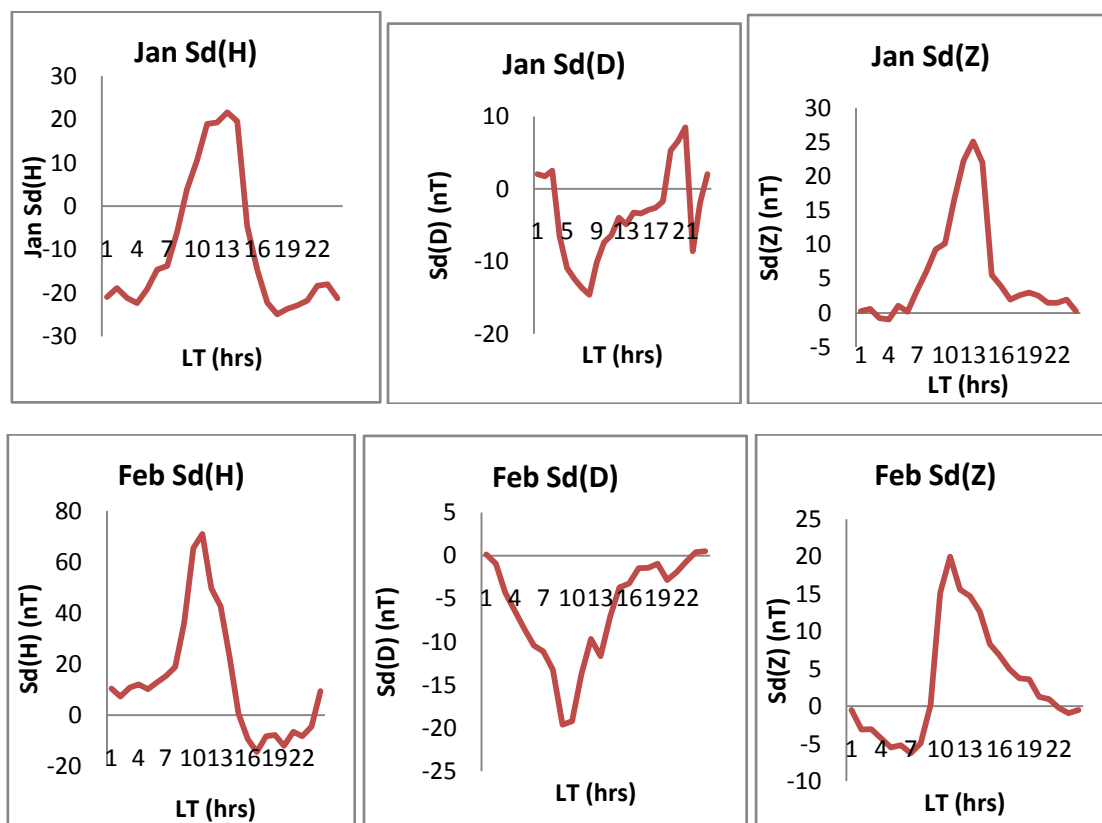 Jan Sd(H)
30
20
10
0
-10
-20
-30
1 4 7 10 13 16 19 22
Jan Sd(H)
LT (hrs)
Jan Sd(D)
10
0
-10
-20
1 5 9 13 17 21
Sd(D) (nT)
LT (hrs)
Jan Sd(Z)
30
25
20
15
10
5
0
-5
1 4 7 10 13 16 19 22
Sd(Z) (nT)
LT (hrs)
Feb Sd(H)
80
60
40
20
0
-20
1 4 7 10 13 16 19 22
Sd(H) (nT)
LT (hrs)
Feb Sd(D)
5
0
-5
-10
-15
-20
-25
1 4 7 10 13 16 19 22
Sd(D) (nT)
LT (hrs)
Feb Sd(Z)
25
20
15
10
5
0
-5
-10
1 4 7 10 13 16 19 22
Sd(Z) (nT)
LT (hrs)